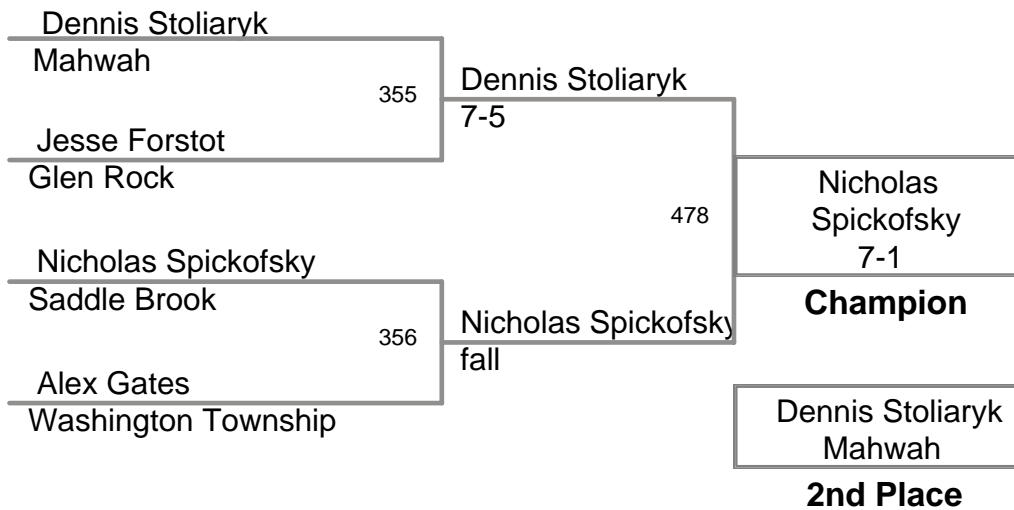 Dennis Stoliaryk
Mahwah
355
Jesse Forstot
Glen Rock
Dennis Stoliaryk
7-5
Nicholas Spickofsky
Saddle Brook
356
Alex Gates
Washington Township
Nicholas Spickofsky
fall
478
Nicholas
Spickofsky
7-1
Champion
Dennis Stoliaryk
Mahwah
2nd Place